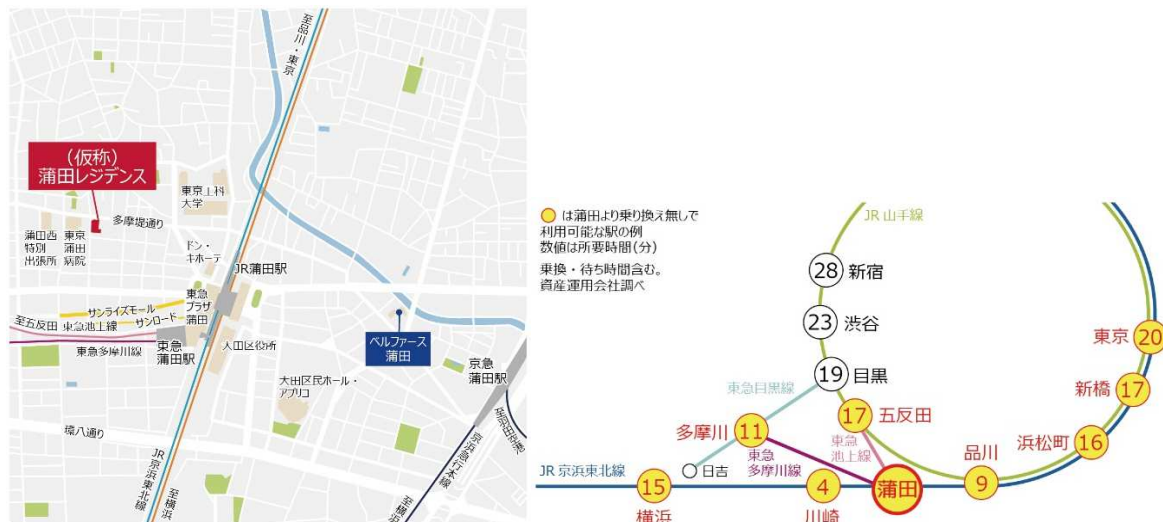 至品川・東京
(仮称)
蒲田レジデンス
多摩堤通り
東京工科
大学
蒲田西
特別
出張所
東京
蒲田
病院
ドン・
キホーテ
JR蒲田駅
東急
プラザ
蒲田
サンライズモール
サンロード
至五反田
東急池上線
東急多摩川線
東急
蒲田駅
大田区役所
ベルファース
蒲田
京急
蒲田駅
大田区民ホール・
アプリコ
環八通り
JR京浜東北線
至横浜
京浜急行本線
至羽田空港
至横浜
は蒲田より乗り換え無しで
利用可能な駅の例
数値は所要時間(分)
乗換・待ち時間含む。
資産運用会社調べ
JR山手線
28 新宿
23 渋谷
19 目黒
東急目黒線
17 五反田
多摩川 11
東急
池上線
東急
多摩川線
日吉
JR京浜東北線
15
横浜
4
川崎
蒲田
品川
9
浜松町 16
新橋 17
東京 20